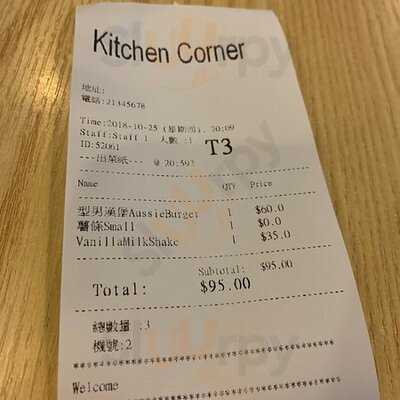 Kitchen Corner
地址:
電話:21345678
Time:2018-10-25 (星期四), 20:09
Staff:Staff 1 人數 :1
ID:52061 T3
---出菜紙--- @ 20:59?
Name QTY Price
型男漢堡AussieBurger 1 $60.0
薯條Small 1 $0.0
VanillaMilkShake 1 $35.0
Subtotal: $95.00
Total: $95.00
總數量 :3
機號:2
Welcome